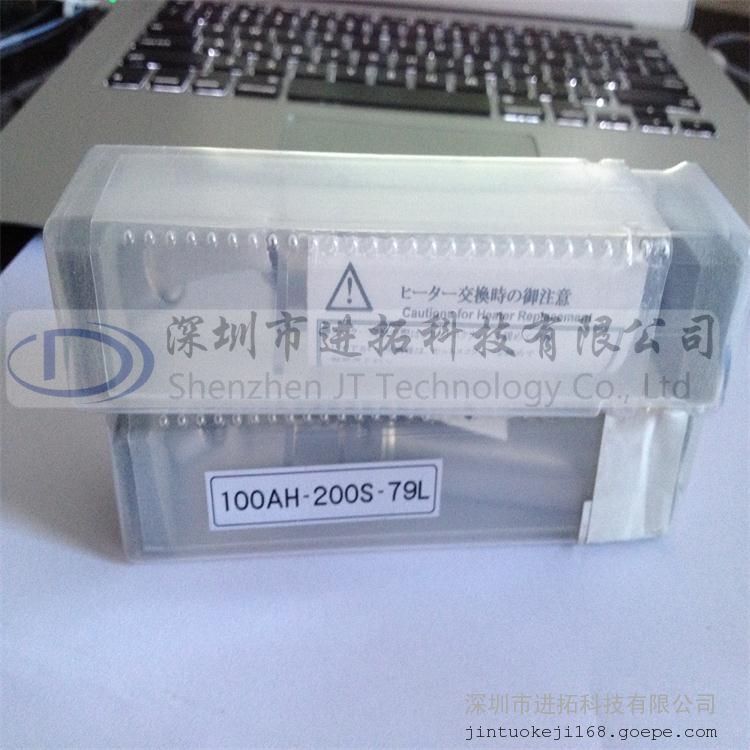 ヒーター交換時の御注意
Cautions for Heater Replacement
深圳市进拓科技有限公司
Shenzhen JT Technology Co., Ltd
100AH-200S-79L
深圳市进拓科技有限公司
jintuokeji168.goepe.com